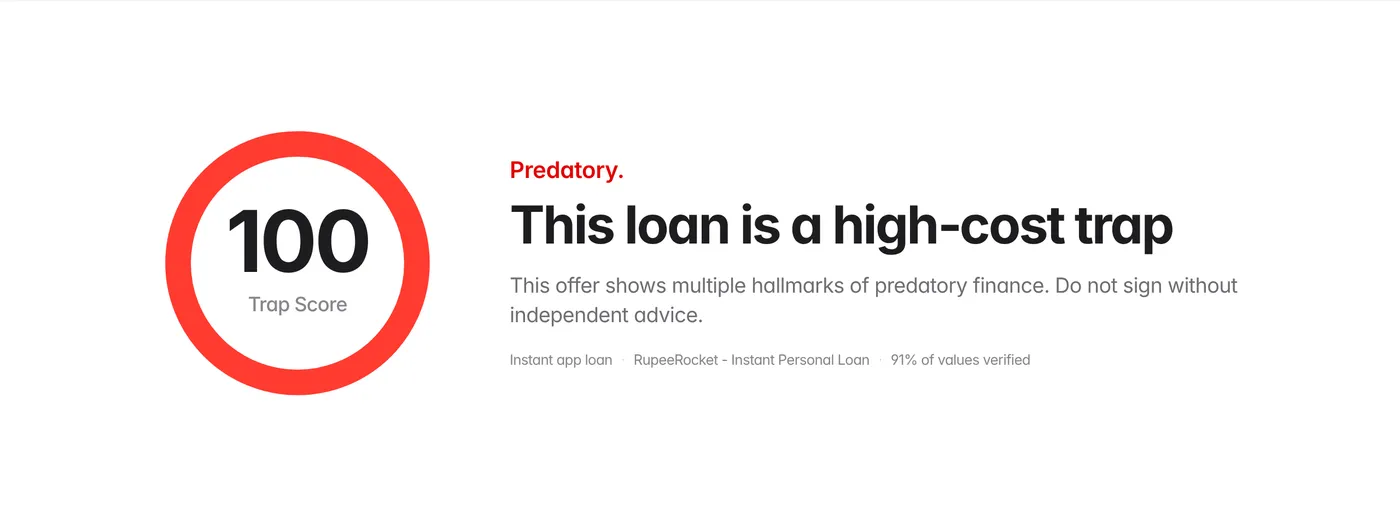 100
Trap Score
Predatory.
This loan is a high-cost trap
This offer shows multiple hallmarks of predatory finance. Do not sign without
independent advice.
Instant app loan · RupeeRocket - Instant Personal Loan · 91% of values verified